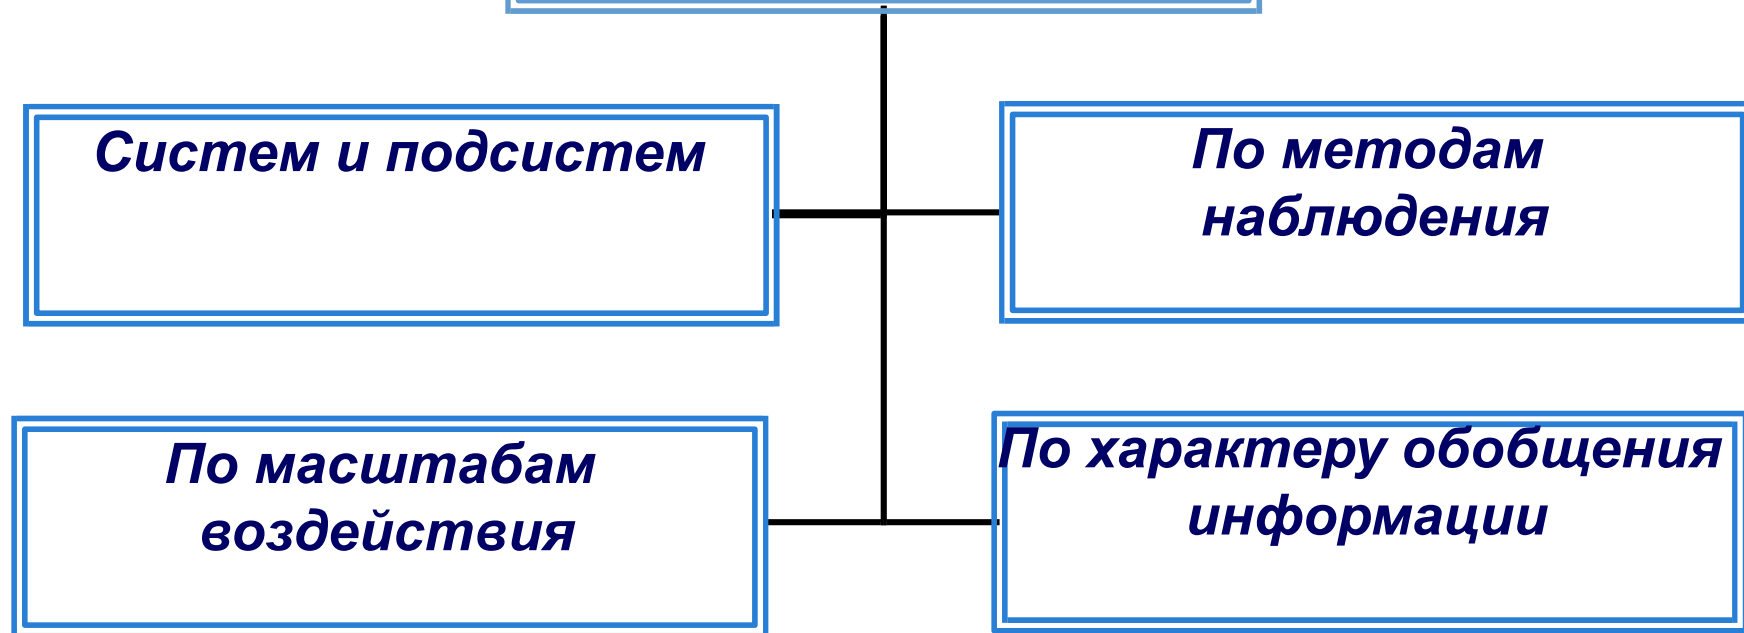 Систем и подсистем
По методам
наблюдения
По масштабам
воздействия
По характеру обобщения
информации